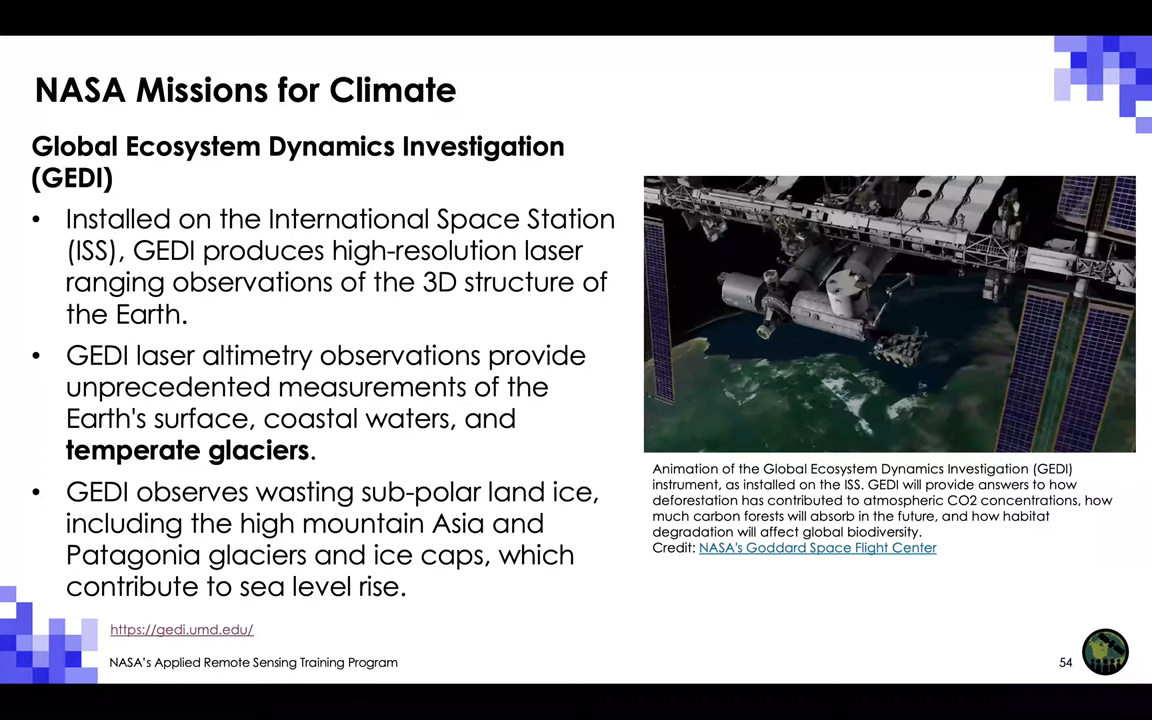 NASA Missions for Climate
Global Ecosystem Dynamics Investigation
(GEDI)
• Installed on the International Space Station
(ISS), GEDI produces high-resolution laser
ranging observations of the 3D structure of
the Earth.
• GEDI laser altimetry observations provide
unprecedented measurements of the
Earth's surface, coastal waters, and
temperate glaciers.
• GEDI observes wasting sub-polar land ice,
including the high mountain Asia and
Patagonia glaciers and ice caps, which
contribute to sea level rise.
Animation of the Global Ecosystem Dynamics Investigation (GEDI)
instrument, as installed on the ISS. GEDI will provide answers to how
deforestation has contributed to atmospheric CO2 concentrations, how
much carbon forests will absorb in the future, and how habitat
degradation will affect global biodiversity.
Credit: NASA's Goddard Space Flight Center
https://gedi.umd.edu/
NASA's Applied Remote Sensing Training Program
54